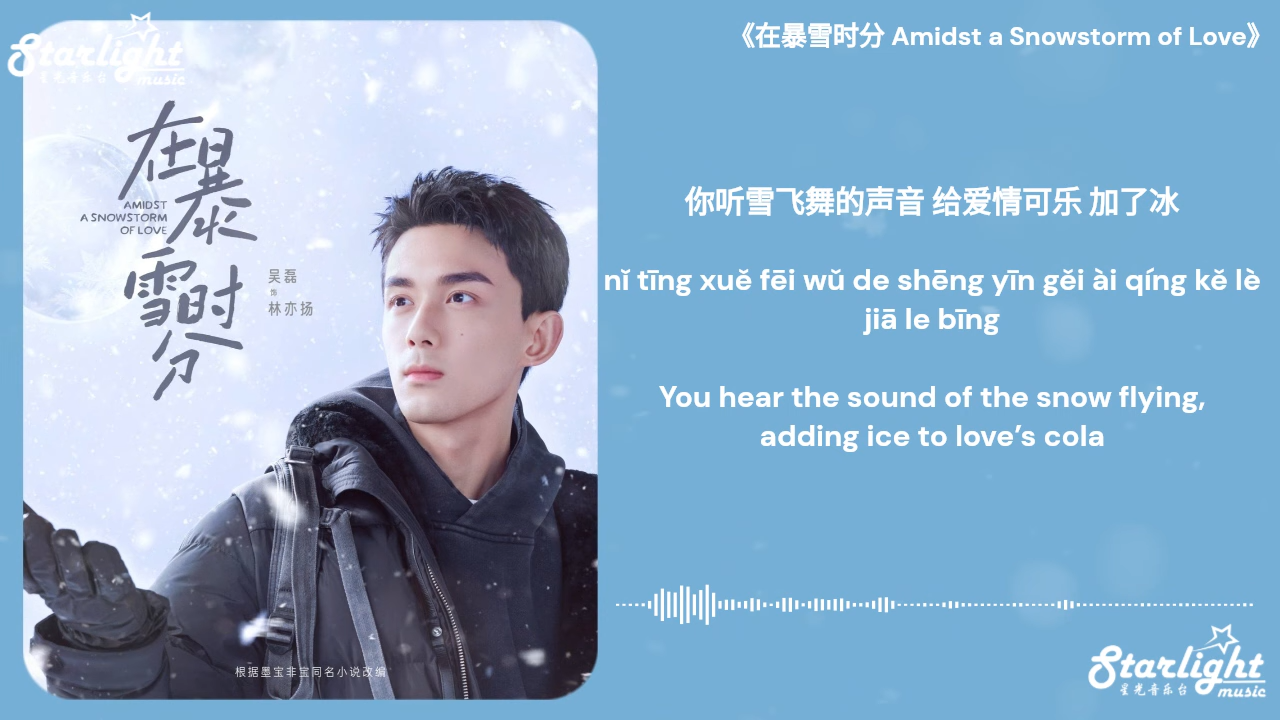 Starlight
星光音乐台
music
《在暴雪时分 Amidst a Snowstorm of Love》
在暴
雪时
分
AMIDST
A SNOWSTORM
OF LOVE
吴磊
饰
林亦扬
根据墨宝非宝同名小说改编
你听雪飞舞的声音 给爱情可乐 加了冰
nǐ tīng xuě fēi wǔ de shēng yīn gěi ài qíng kě lè
jiā le bīng
You hear the sound of the snow flying,
adding ice to love’s cola
Starlight
星光音乐台
music